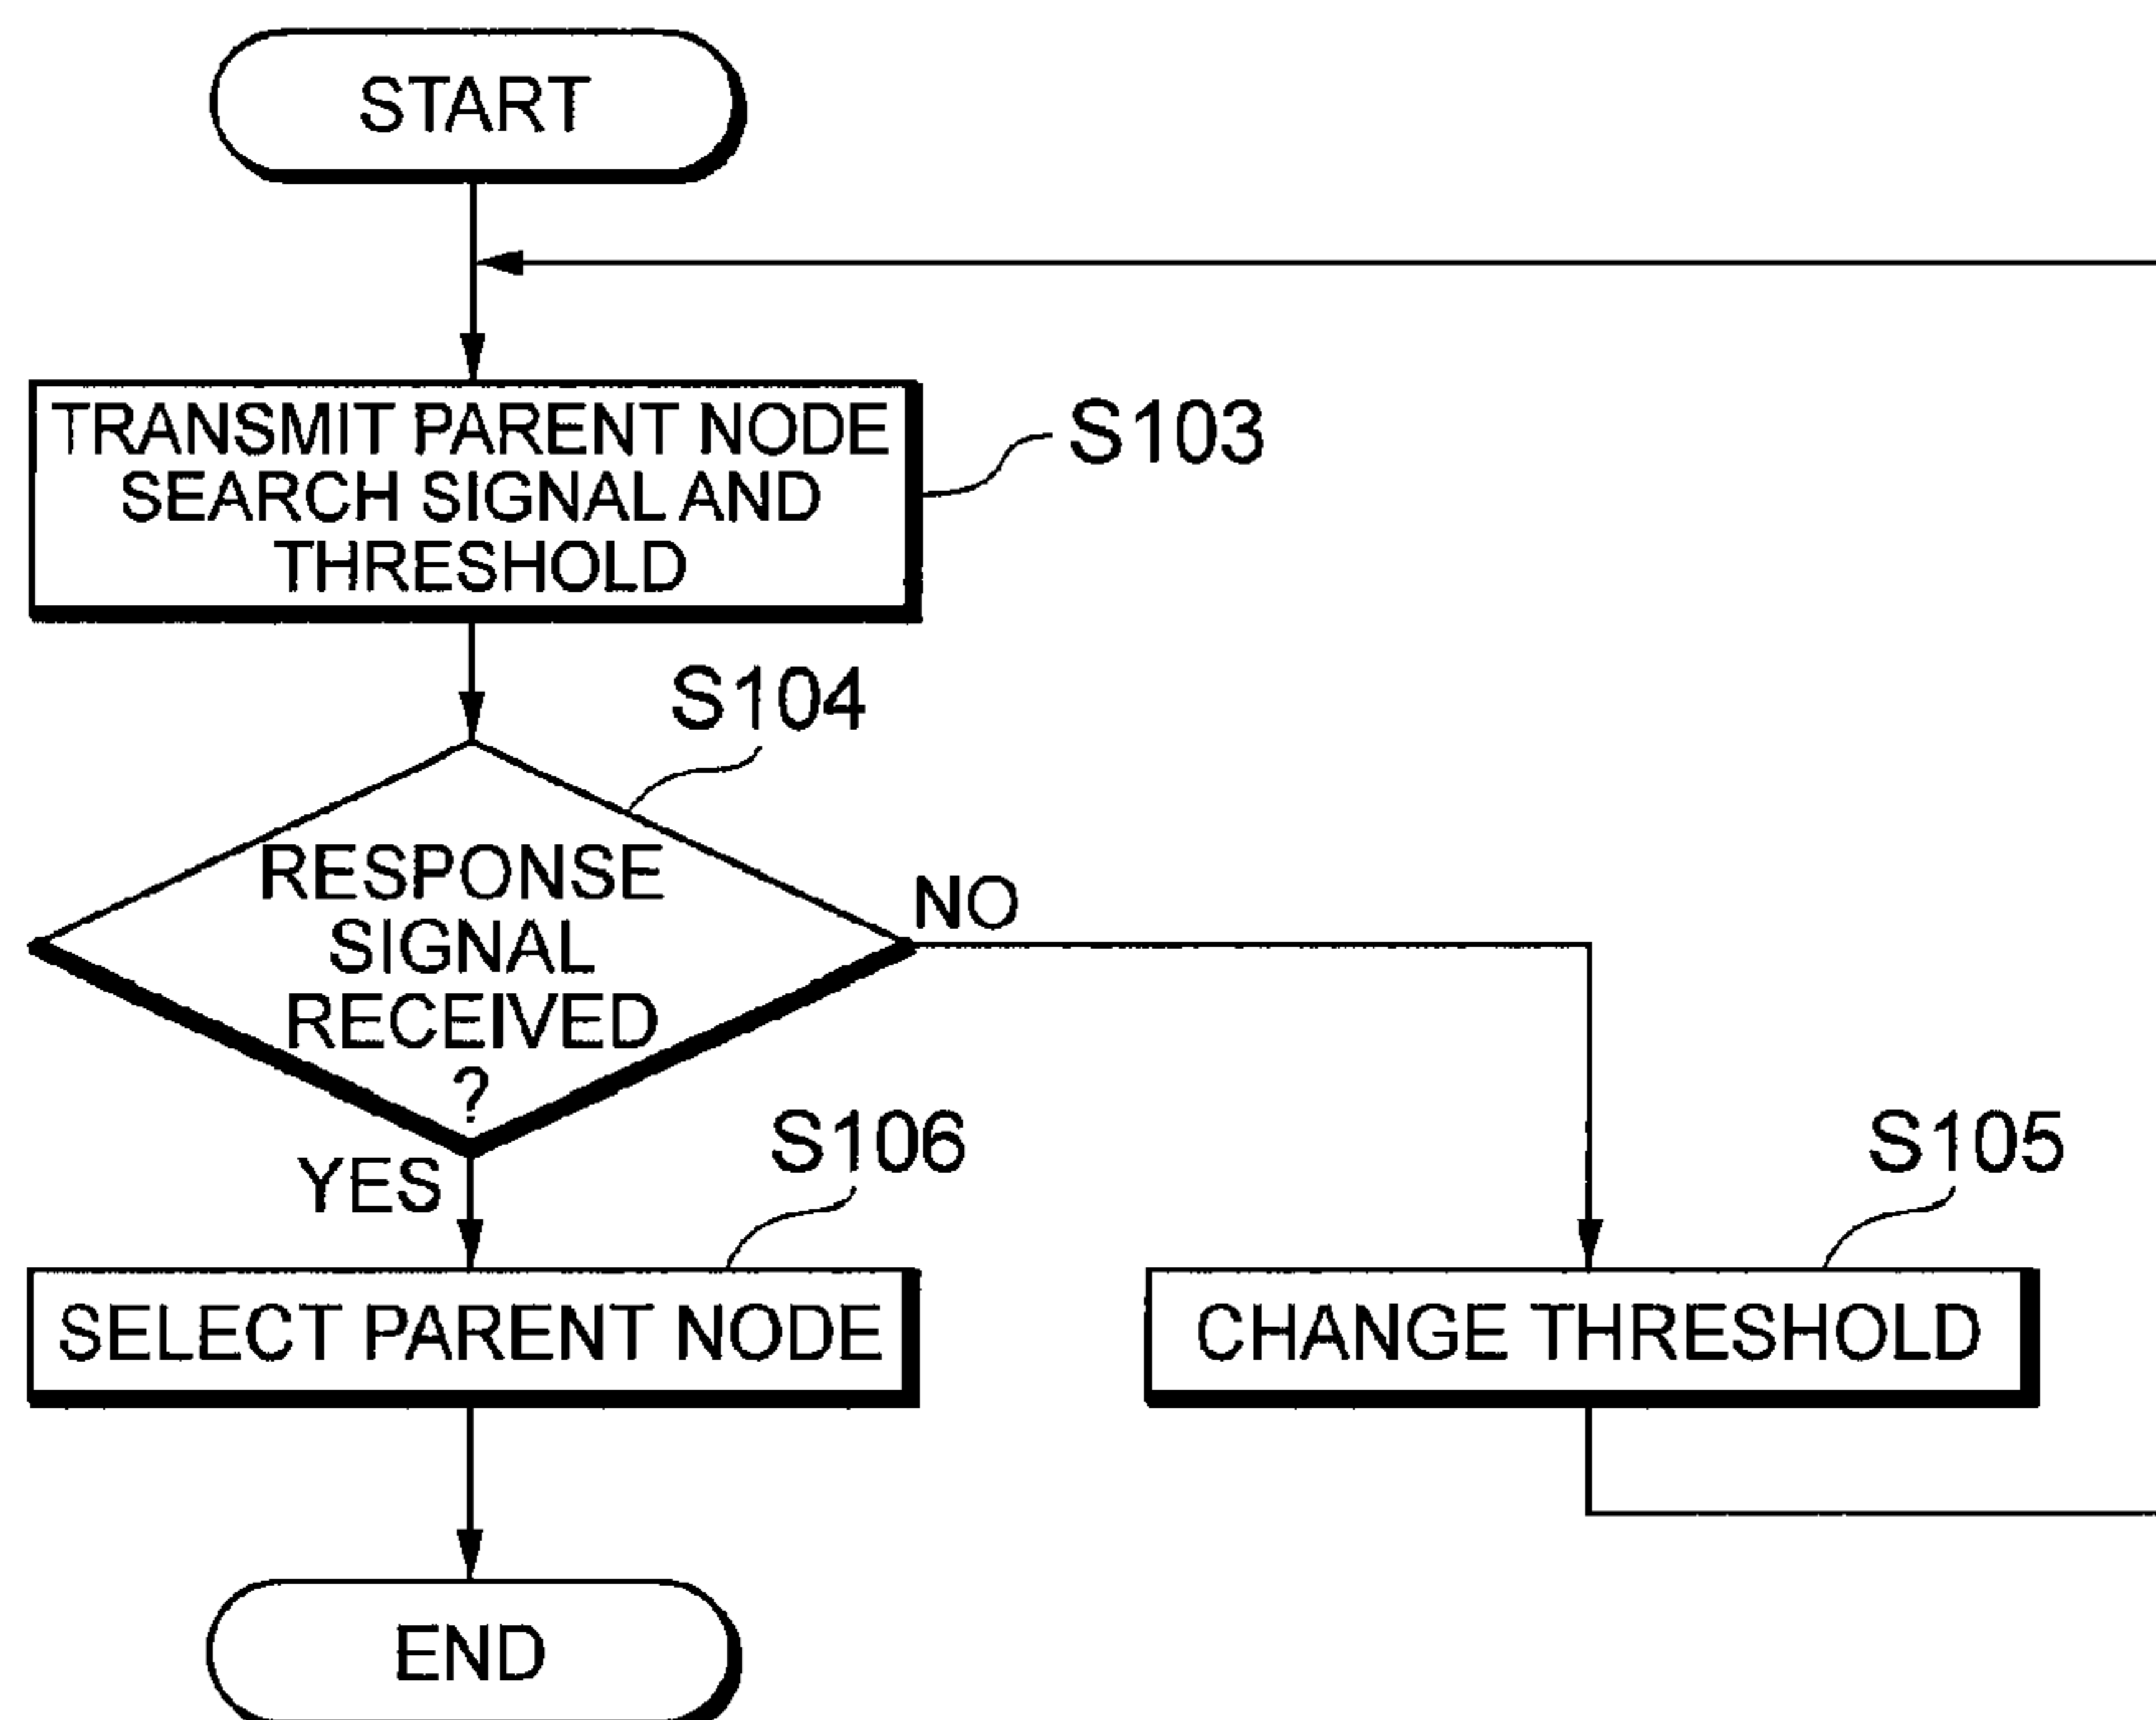 START
TRANSMIT PARENT NODE
SEARCH SIGNAL AND
THRESHOLD
S103
S104
RESPONSE
SIGNAL
RECEIVED
?
NO
YES
S106
S105
SELECT PARENT NODE
CHANGE THRESHOLD
END